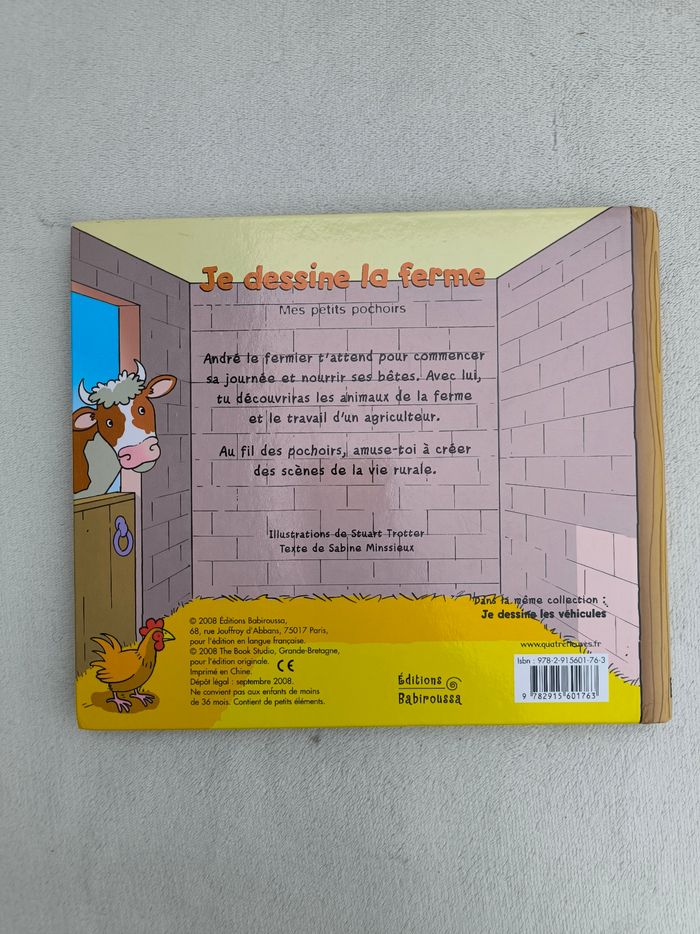 Je dessine la ferme
Mes petits pochoirs
André le fermier t'attend pour commencer
sa journée et nourrir ses bêtes. Avec lui,
tu découvriras les animaux de la ferme
et le travail d'un agriculteur.
Au fil des pochoirs, amuse-toi à créer
des scènes de la vie rurale.
Illustrations de Stuart Trotter
Texte de Sabine Minssieux
Dans la même collection :
Je dessine les véhicules
© 2008 Éditions Babiroussa,
68, rue Jouffroy d'Abbans, 75017 Paris,
pour l'édition en langue française.
© 2008 The Book Studio, Grande-Bretagne,
pour l'édition originale. CE
Imprimé en Chine.
Dépôt légal : septembre 2008.
Ne convient pas aux enfants de moins
de 36 mois. Contient de petits éléments.
Éditions
Babiroussa
Isbn : 978-2-915601-76-3
9 782915 601763